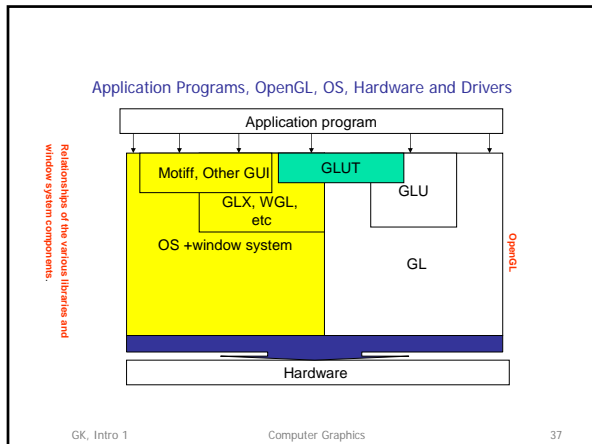 Application Programs, OpenGL, OS, Hardware and Drivers
Application program
Relationships of the various libraries and
window system components.
Motiff, Other GUI
GLUT
GLU
GLX, WGL,
etc
OS +window system
GL
OpenGL
Hardware
GK, Intro 1
Computer Graphics
37